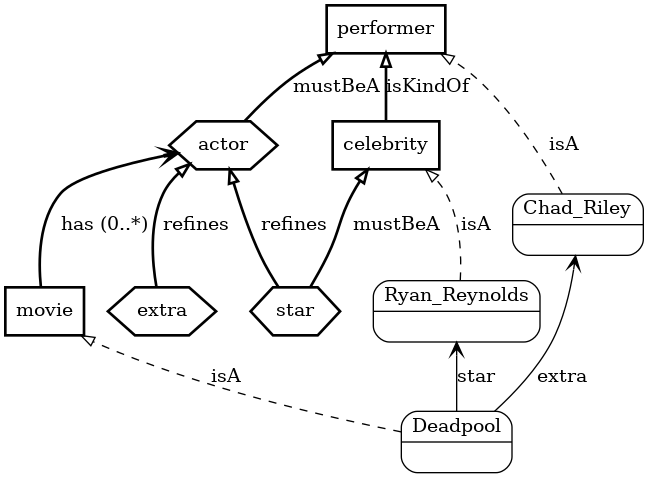 performer
mustBeA
isKindOf
actor
celebrity
isA
Chad_Riley
has (0..*)
refines
refines
mustBeA
isA
movie
extra
star
Ryan_Reynolds
isA
star
extra
Deadpool